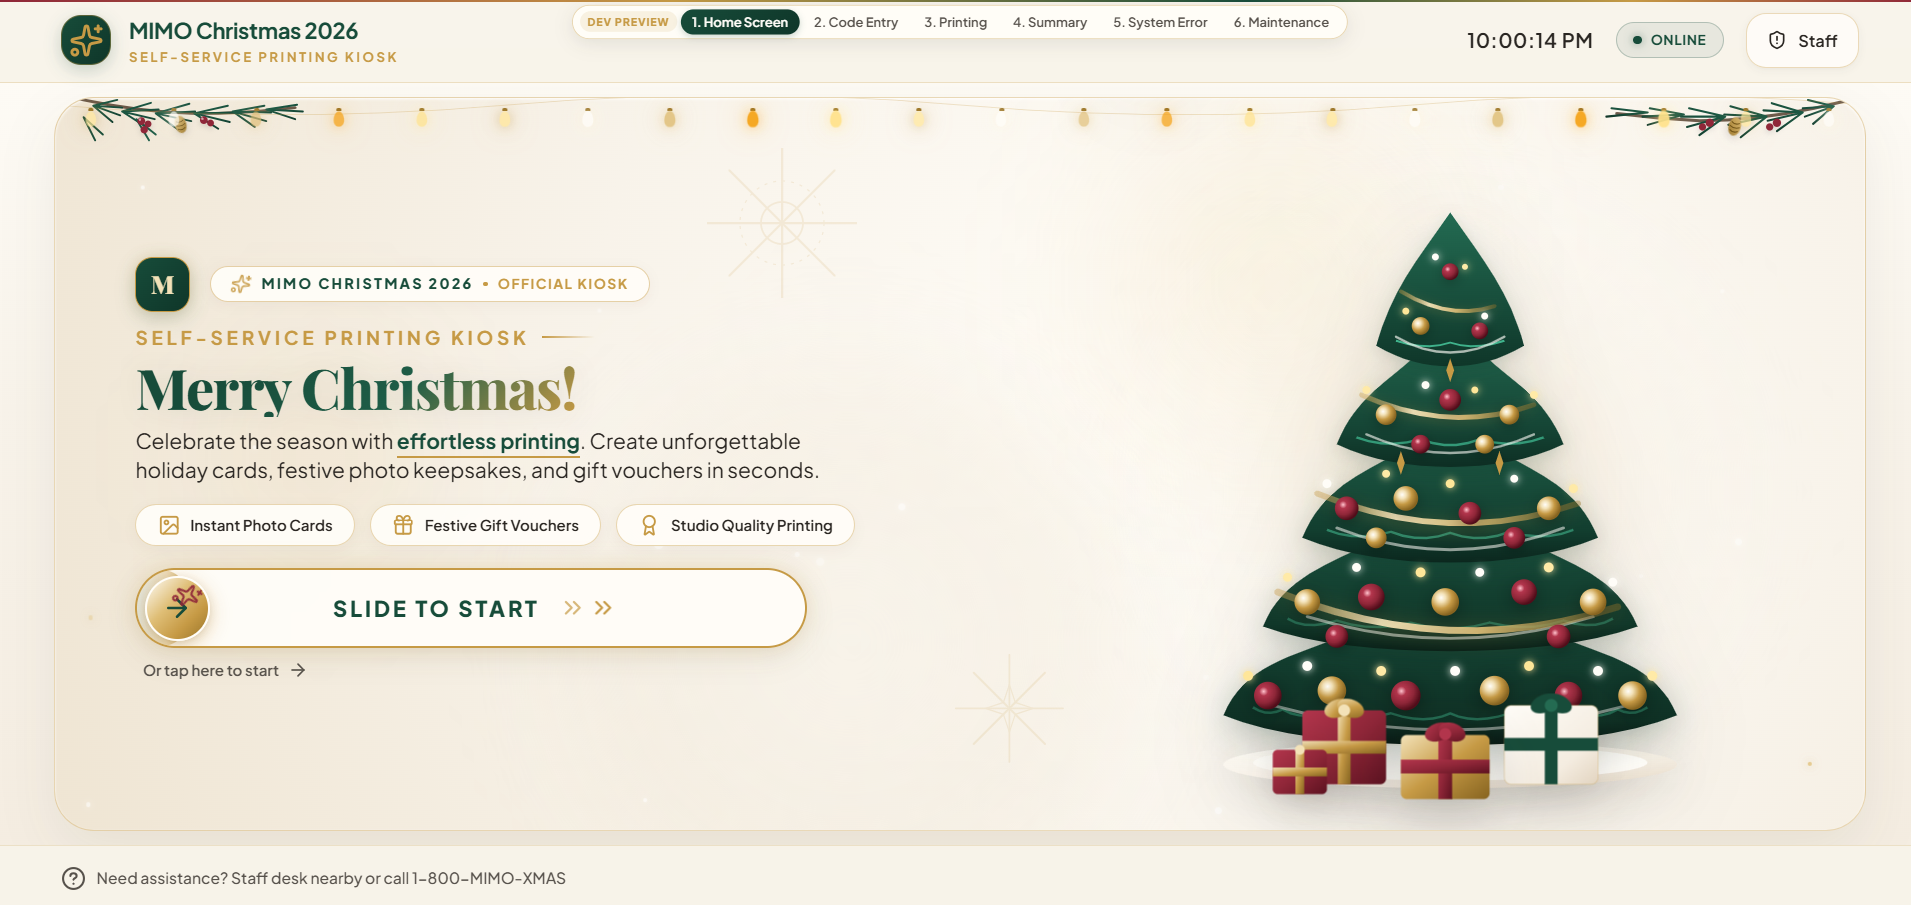 MIMO Christmas 2026
SELF-SERVICE PRINTING KIOSK
DEV PREVIEW 1. Home Screen 2. Code Entry 3. Printing 4. Summary 5. System Error 6. Maintenance
10:00:14 PM
ONLINE
Staff
M
MIMO CHRISTMAS 2026 • OFFICIAL KIOSK
SELF-SERVICE PRINTING KIOSK
Merry Christmas!
Celebrate the season with effortless printing. Create unforgettable
holiday cards, festive photo keepsakes, and gift vouchers in seconds.
Instant Photo Cards
Festive Gift Vouchers
Studio Quality Printing
SLIDE TO START
Or tap here to start
Need assistance? Staff desk nearby or call 1-800-MIMO-XMAS